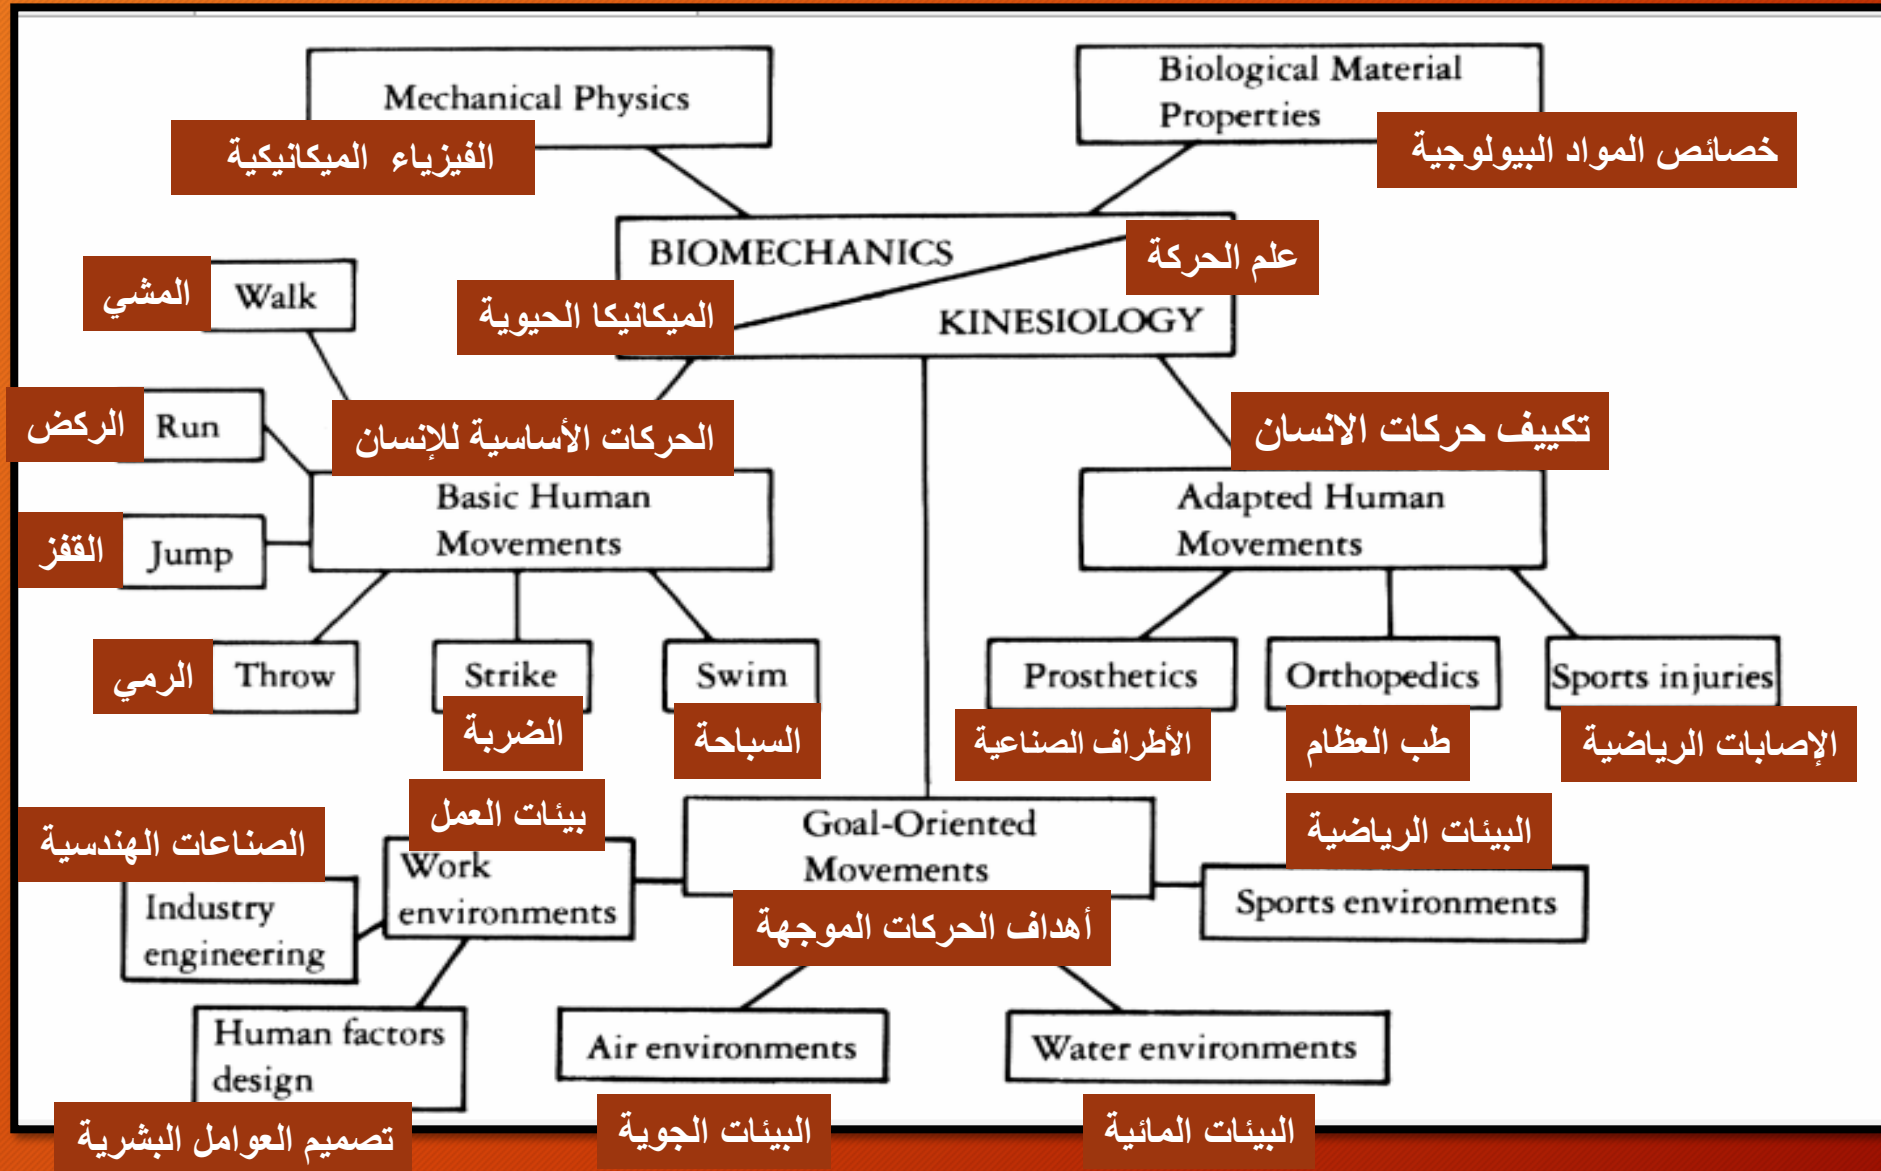 Mechanical Physics
الفيزياء الميكانيكية
Biological Material
Properties
خصائص المواد البيولوجية
BIOMECHANICS
علم الحركة
الميكانيكا الحيوية
KINESIOLOGY
المشي
Walk
الركض
Run
القفز
Jump
الحركات الأساسية للإنسان
Basic Human
Movements
تكييف حركات الانسان
Adapted Human
Movements
الرمي
Throw
Strike
الضربة
Swim
السباحة
Prosthetics
الأطراف الصناعية
Orthopedics
طب العظام
Sports injuries
الإصابات الرياضية
بيئات العمل
Work
environments
الصناعات الهندسية
Industry
engineering
Human factors
design
تصميم العوامل البشرية
Goal-Oriented
Movements
أهداف الحركات الموجهة
البيئات الرياضية
Sports environments
Air environments
البيئات الجوية
Water environments
البيئات المائية